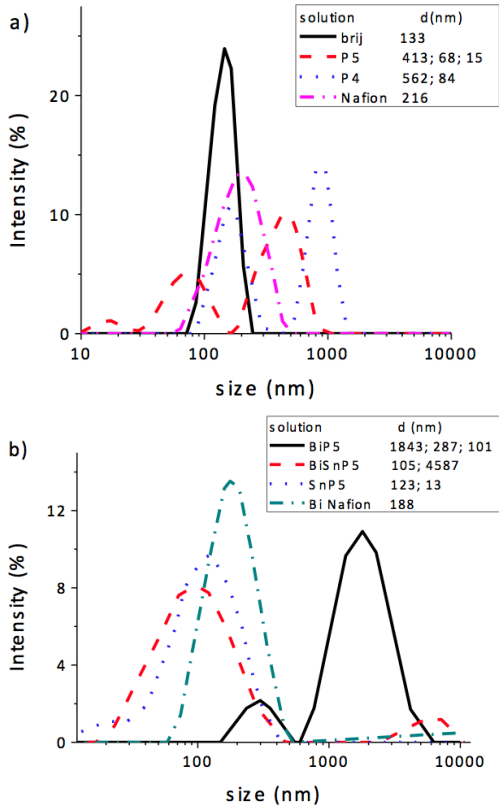 a)
solution d(nm)
brij 133
P5 413; 68; 15
P4 562; 84
Nafion 216
Intensity (%)
20
10
0
10 100 1000 10000
size (nm)
b)
solution d (nm)
BiP5 1843; 287; 101
BiSnP5 105; 4587
SnP5 123; 13
Bi Nafion 188
Intensity (%)
12
8
4
0
100 1000 10000
size (nm)